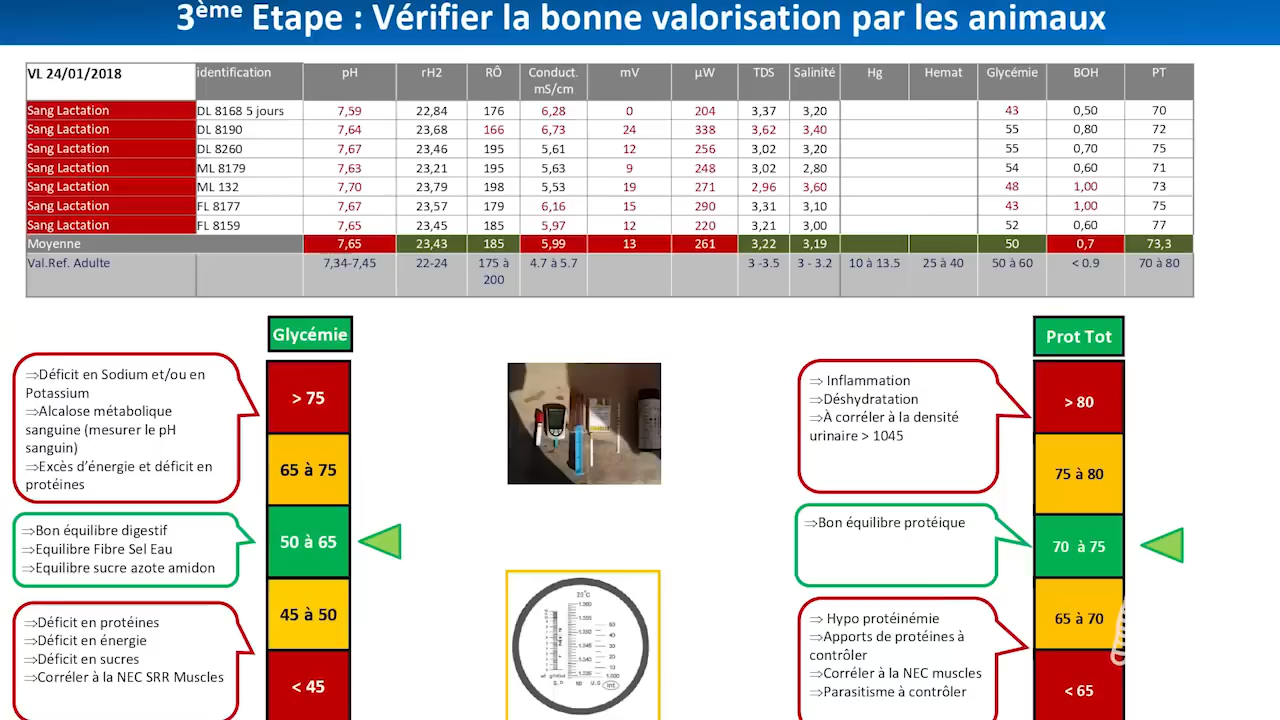 3ème Etape : Vérifier la bonne valorisation par les animaux
VL 24/01/2018 identification pH rH2 RÔ Conduct. mS/cm mV µW TDS Salinité Hg Hemat Glycémie BOH PT
Sang Lactation DL 8168 5 jours 7,59 22,84 176 6,28 0 204 3,37 3,20 43 0,50 70
Sang Lactation DL 8190 7,64 23,68 166 6,73 24 338 3,62 3,40 55 0,80 72
Sang Lactation DL 8260 7,67 23,46 195 5,61 12 256 3,02 3,20 55 0,70 75
Sang Lactation ML 8179 7,63 23,21 195 5,63 9 248 3,02 2,80 54 0,60 71
Sang Lactation ML 132 7,70 23,79 198 5,53 19 271 2,96 3,60 48 1,00 73
Sang Lactation FL 8177 7,67 23,57 179 6,16 15 290 3,31 3,10 43 1,00 75
Sang Lactation FL 8159 7,65 23,45 185 5,97 12 220 3,21 3,00 52 0,60 77
Moyenne 7,65 23,43 185 5,99 13 261 3,22 3,19 50 0,7 73,3
Val.Ref. Adulte 7,34-7,45 22-24 175 à 200 4.7 à 5.7 3 -3.5 3 - 3.2 10 à 13.5 25 à 40 50 à 60 < 0.9 70 à 80
Glycémie
⇒Déficit en Sodium et/ou en
Potassium
⇒Alcalose métabolique
sanguine (mesurer le pH
sanguin)
⇒Excès d'énergie et déficit en
protéines
> 75
65 à 75
⇒Bon équilibre digestif
⇒Equilibre Fibre Sel Eau
⇒Equilibre sucre azote amidon
50 à 65
45 à 50
⇒Déficit en protéines
⇒Déficit en énergie
⇒Déficit en sucres
⇒Corréler à la NEC SRR Muscles
< 45
20°C
Prot Tot
⇒ Inflammation
⇒Déshydratation
⇒À corréler à la densité
urinaire > 1045
> 80
75 à 80
⇒Bon équilibre protéique
70 à 75
65 à 70
⇒ Hypo protéinémie
⇒Apports de protéines à
contrôler
⇒Corréler à la NEC muscles
⇒Parasitisme à contrôler
< 65